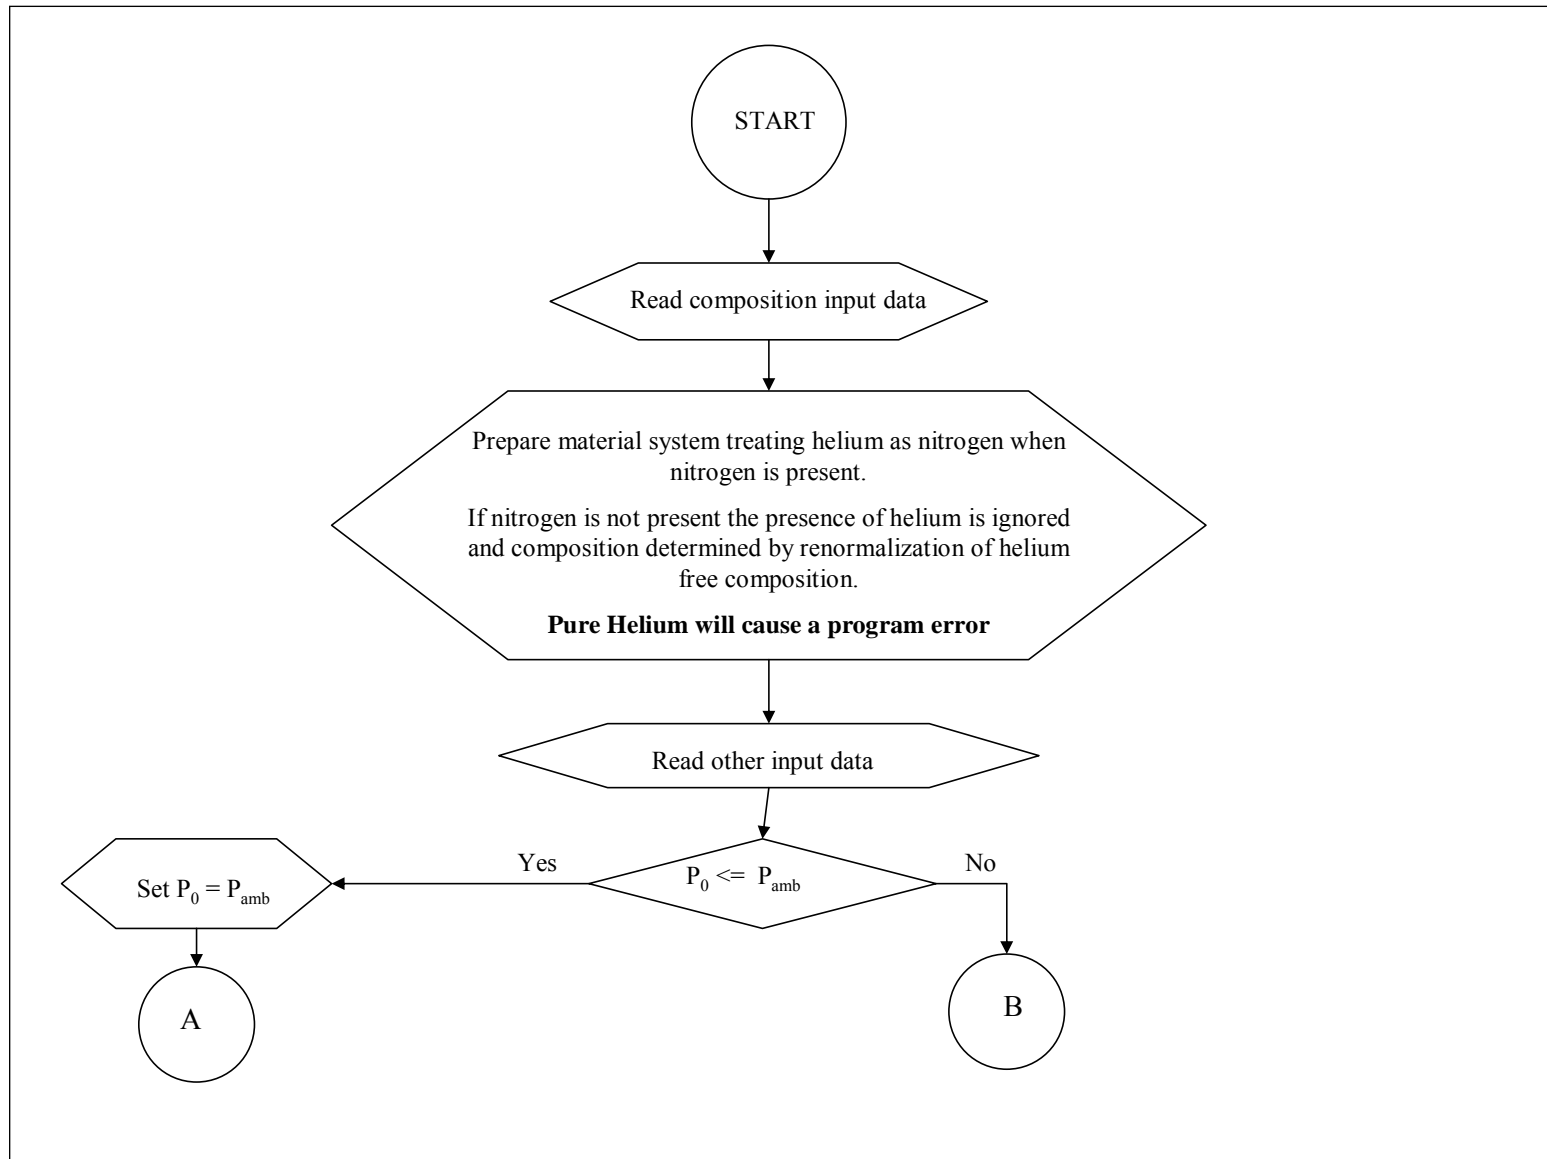 START
Read composition input data
Prepare material system treating helium as nitrogen when
nitrogen is present.
If nitrogen is not present the presence of helium is ignored
and composition determined by renormalization of helium
free composition.
Pure Helium will cause a program error
Read other input data
Yes
P0 <= Pamb
No
Set P0 = Pamb
A
B